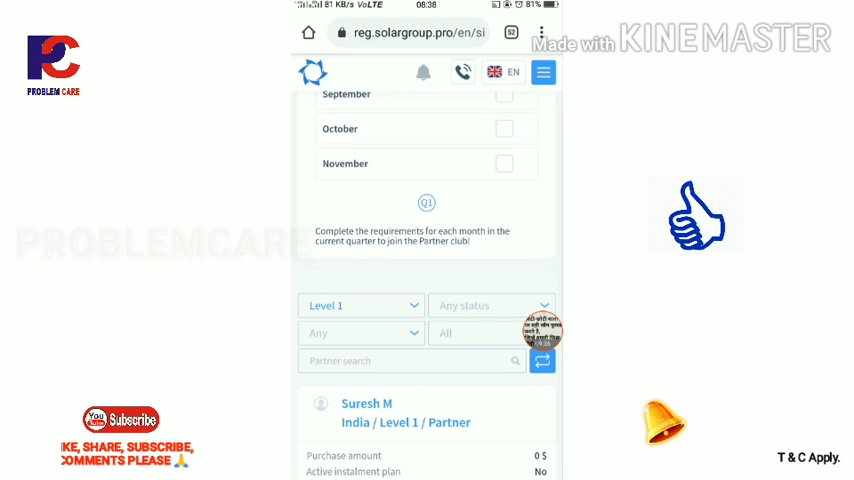 81 KB/s VoLTE 08:38 81%
Made with KINEMASTER
reg.solargroup.pro/en/si 52
PC
PROBLEM CARE
EN
September
October
November
Q1
Complete the requirements for each month in the
current quarter to join the Partner club!
PROBLEMCARE
Level 1 Any status
Any All
Partner search
Suresh M
India / Level 1 / Partner
Purchase amount 0 $
Active instalment plan No
You Subscribe
IKE, SHARE, SUBSCRIBE,
COMMENTS PLEASE 🙏
T & C Apply.